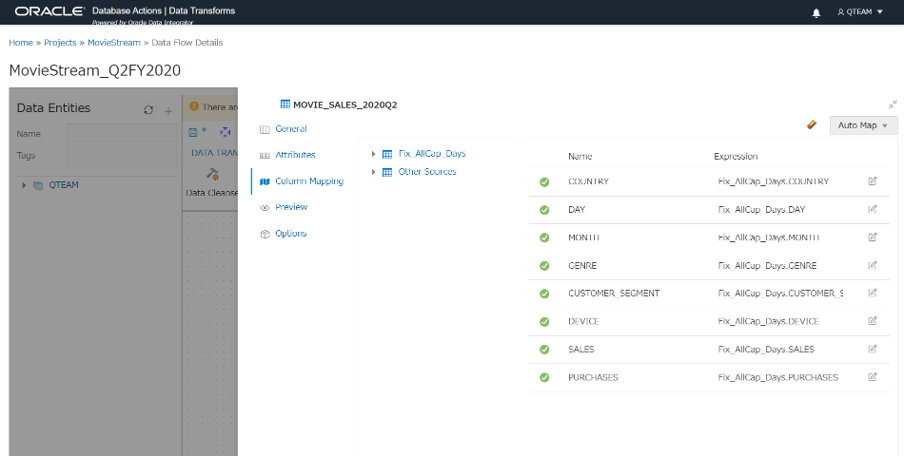 ORACLE Database Actions | Data Transforms
Powered by Oracle Data Integrator
QTEAM
Home » Projects » MovieStream » Data Flow Details
MovieStream_Q2FY2020
Data Entities
Name
Tags
QTEAM
There are
DATA TRAN
Data Cleanse
MOVIE_SALES_2020Q2
General
Attributes
Column Mapping
Preview
Options
Auto Map
Fix_AllCap_Days
Other Sources
Name Expression
COUNTRY Fix_AllCap_Days.COUNTRY
DAY Fix_AllCap_Days.DAY
MONTH Fix_AllCap_Days.MONTH
GENRE Fix_AllCap_Days.GENRE
CUSTOMER_SEGMENT Fix_AllCap_Days.CUSTOMER_S
DEVICE Fix_AllCap_Days.DEVICE
SALES Fix_AllCap_Days.SALES
PURCHASES Fix_AllCap_Days.PURCHASES